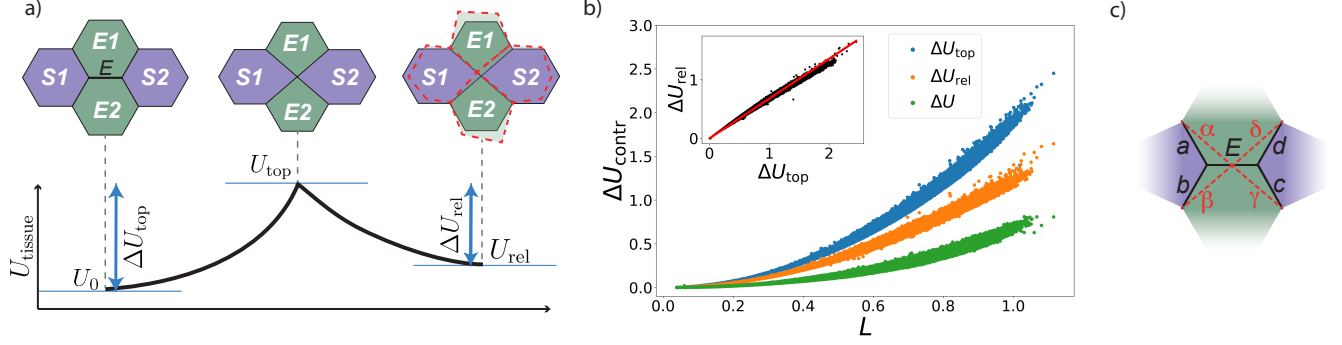 a)
E1
S1
E
S2
E2
E1
S1
S2
E2
E1
S1
S2
E2
U_tissue
U_0
ΔU_top
U_top
ΔU_rel
U_rel
b)
ΔU_contr
3.0
2.5
2.0
1.5
1.0
0.5
0.0
0.0
0.2
0.4
0.6
0.8
1.0
L
ΔU_rel
1
0
0
1
2
ΔU_top
ΔU_top
ΔU_rel
ΔU
c)
α
δ
a
E
d
b
c
β
γ